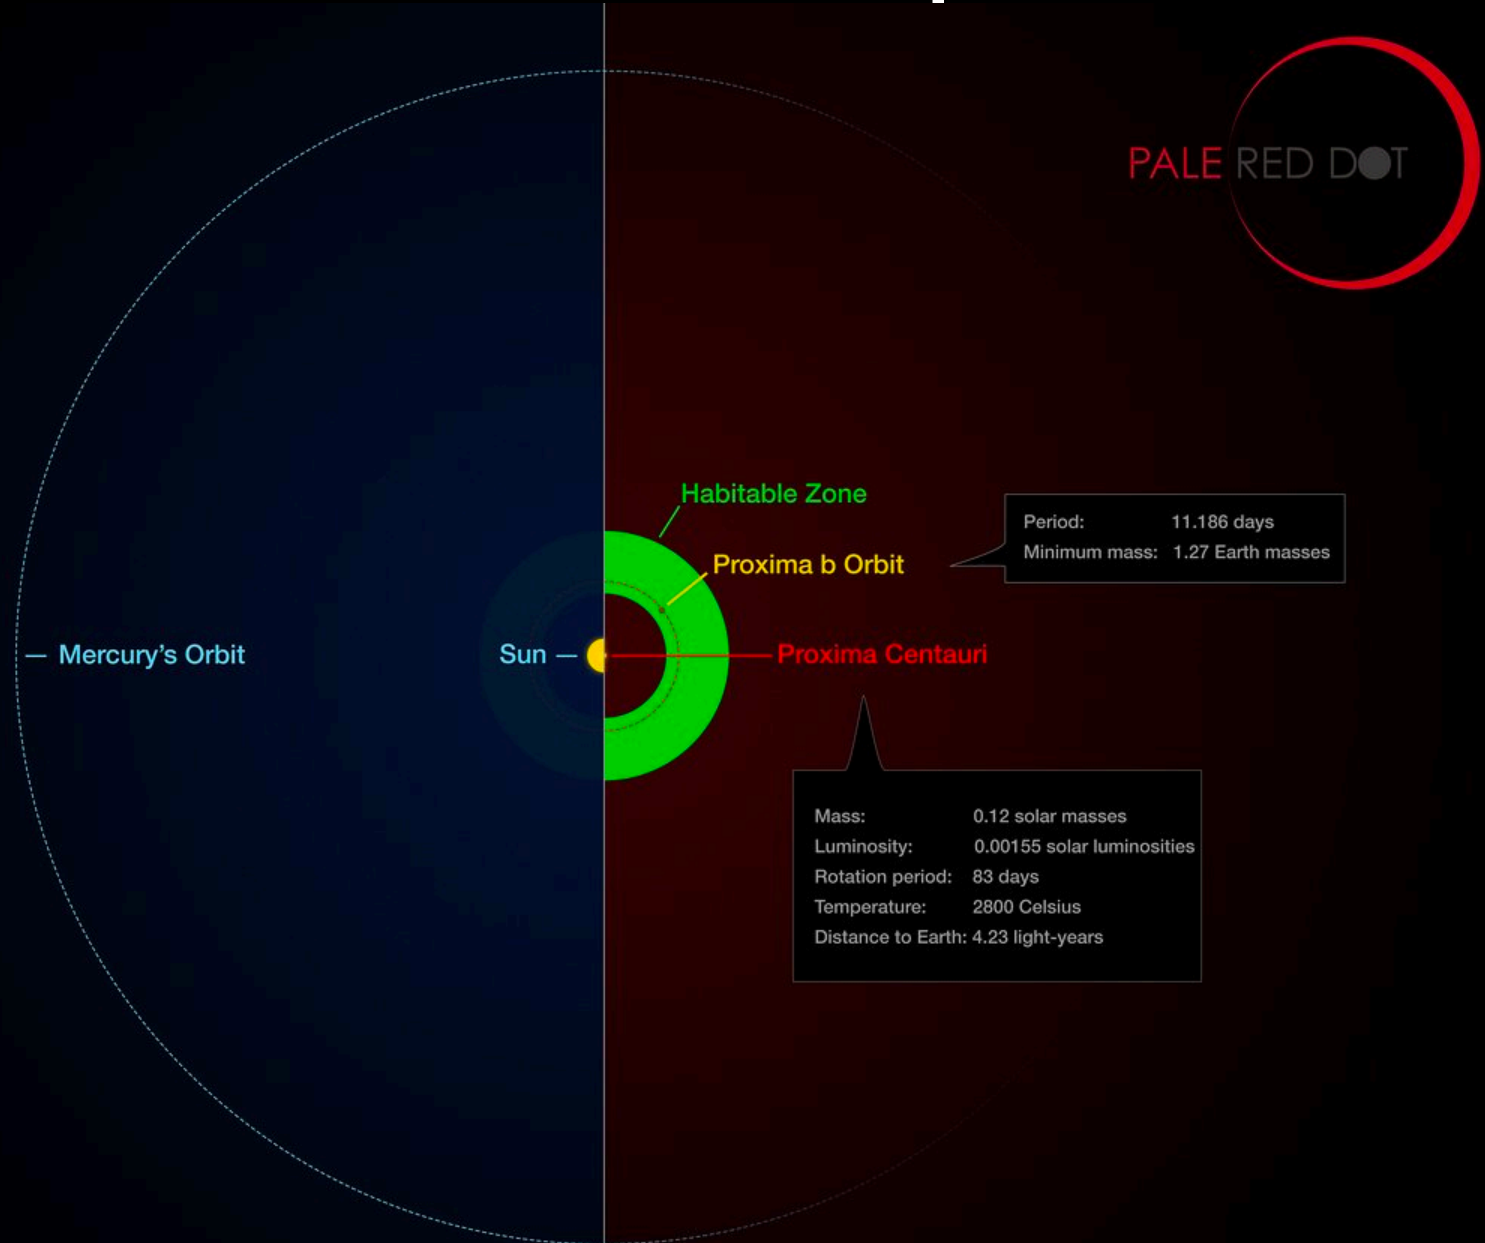 PALE RED DOT
Habitable Zone
Period: 11.186 days
Minimum mass: 1.27 Earth masses
Proxima b Orbit
Mercury's Orbit
Sun
Proxima Centauri
Mass: 0.12 solar masses
Luminosity: 0.00155 solar luminosities
Rotation period: 83 days
Temperature: 2800 Celsius
Distance to Earth: 4.23 light-years